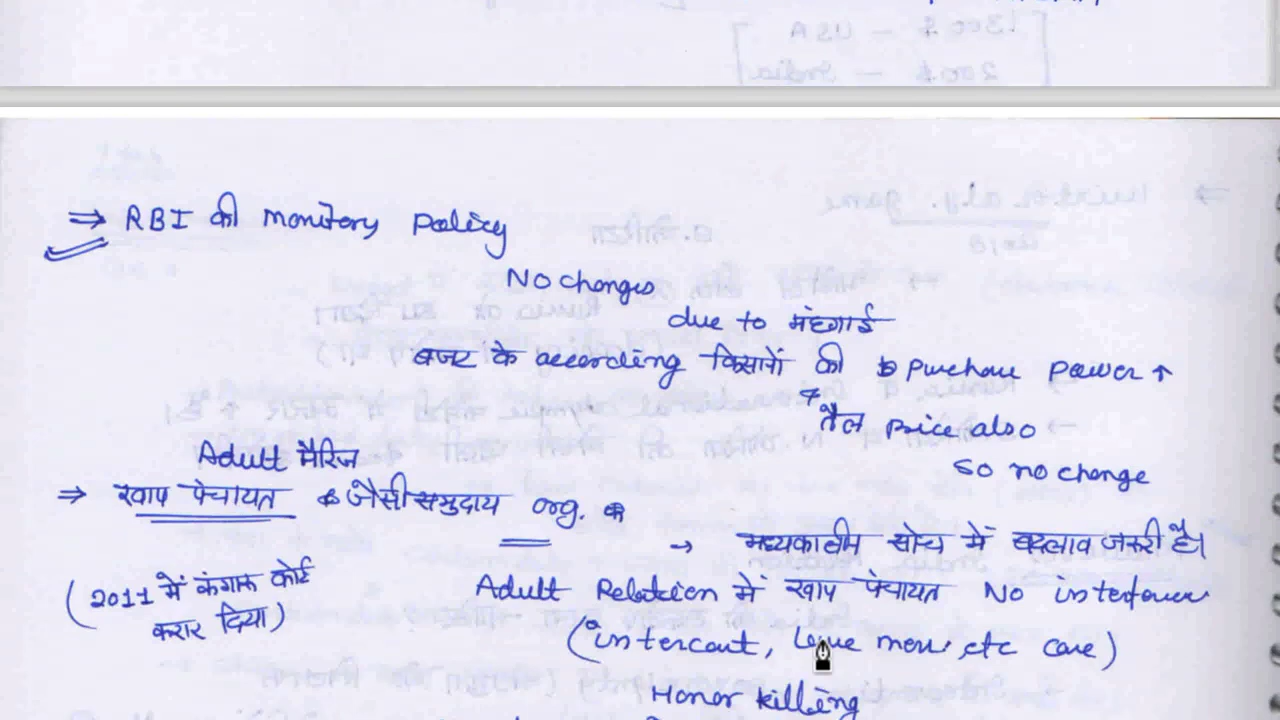 ⇒ RBI की monitory policy
No changes
due to मंहगाई
बजट के according किसानों की purchase power ↑
तेल price also
so no change
Adult मैरिज
⇒ खाप पंचायत जैसी समुदाय org.
→ मध्यकालीन सोच में बदलाव जरूरी है।
(2011 में कंगारू कोर्ट
करार दिया)
Adult Relation में खाप पंचायत No interference
(intercast, love marr. etc case)
Honor killing